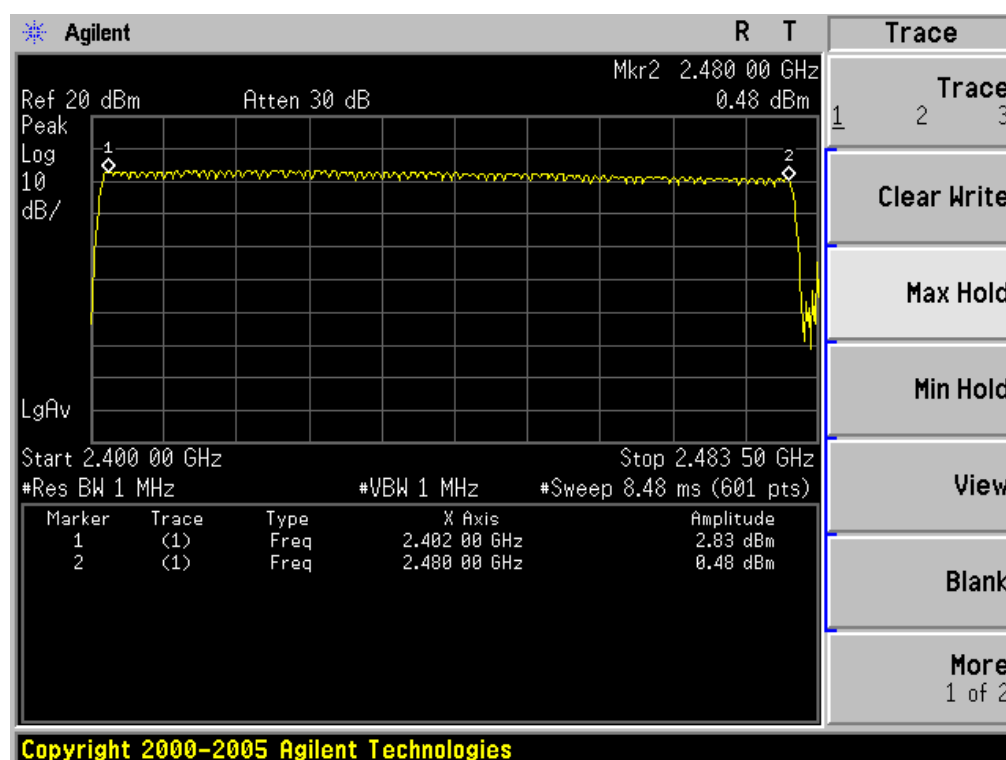 Agilent R T Trace
Mkr2 2.480 00 GHz
Ref 20 dBm Atten 30 dB 0.48 dBm
Peak
Log
10
dB/
1
2
LgAv
Start 2.400 00 GHz Stop 2.483 50 GHz
#Res BW 1 MHz #VBW 1 MHz #Sweep 8.48 ms (601 pts)
Marker Trace Type X Axis Amplitude
1 (1) Freq 2.402 00 GHz 2.83 dBm
2 (1) Freq 2.480 00 GHz 0.48 dBm
Trace
1 2 3
Clear Write
Max Hold
Min Hold
View
Blank
More
1 of 2
Copyright 2000-2005 Agilent Technologies